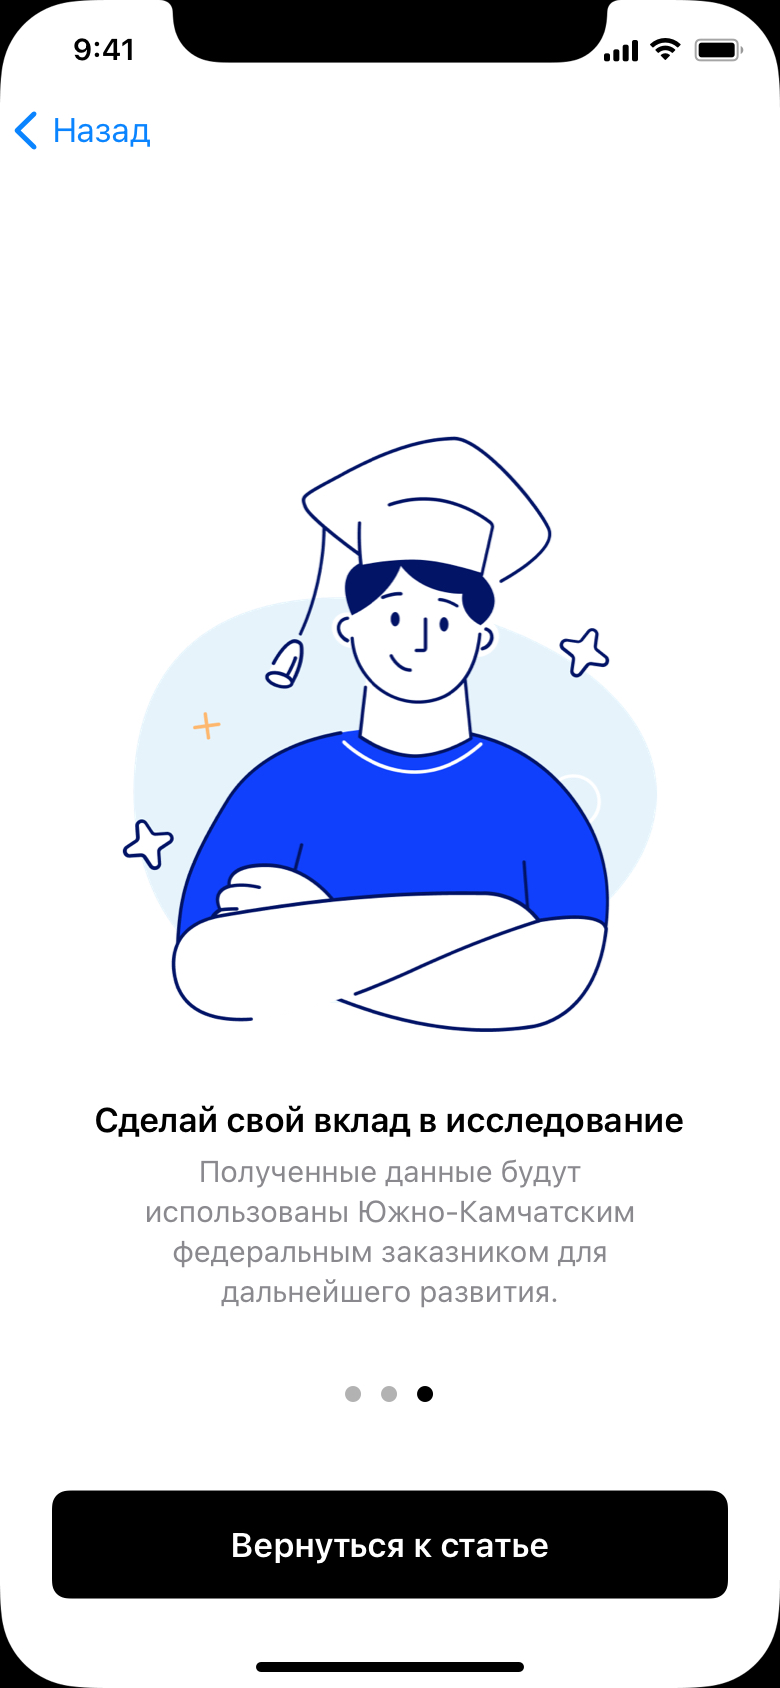 9:41
Назад
Сделай свой вклад в исследование
Полученные данные будут
использованы Южно-Камчатским
федеральным заказником для
дальнейшего развития.
Вернуться к статье